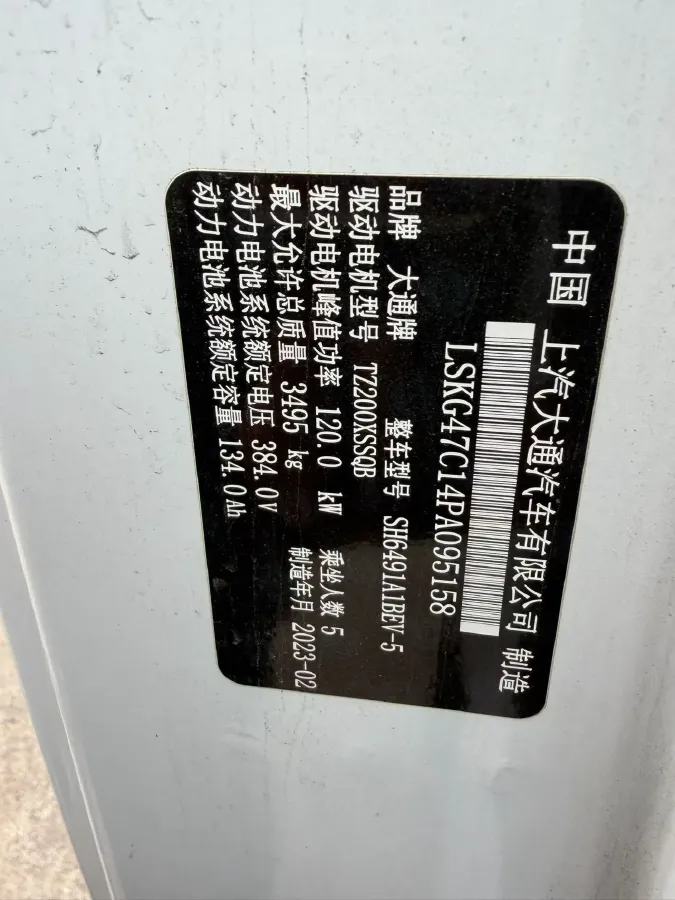 中国 上汽大通汽车有限公司 制造
LSKG47C14PA095158
品牌 大通牌 整车型号 SH6491A1BEV-5
驱动电机型号 TZ200XSSQB
驱动电机峰值功率 120.0 kW 乘坐人数 5
最大允许总质量 3495 kg 制造年月 2023-02
动力电池系统额定电压 384.0V
动力电池系统额定容量 134.0Ah